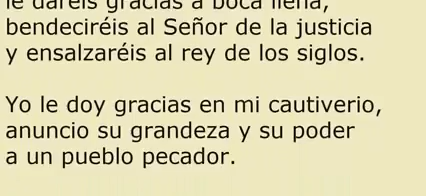 le daréis gracias a boca llena,
bendeciréis al Señor de la justicia
y ensalzaréis al rey de los siglos.

Yo le doy gracias en mi cautiverio,
anuncio su grandeza y su poder
a un pueblo pecador.